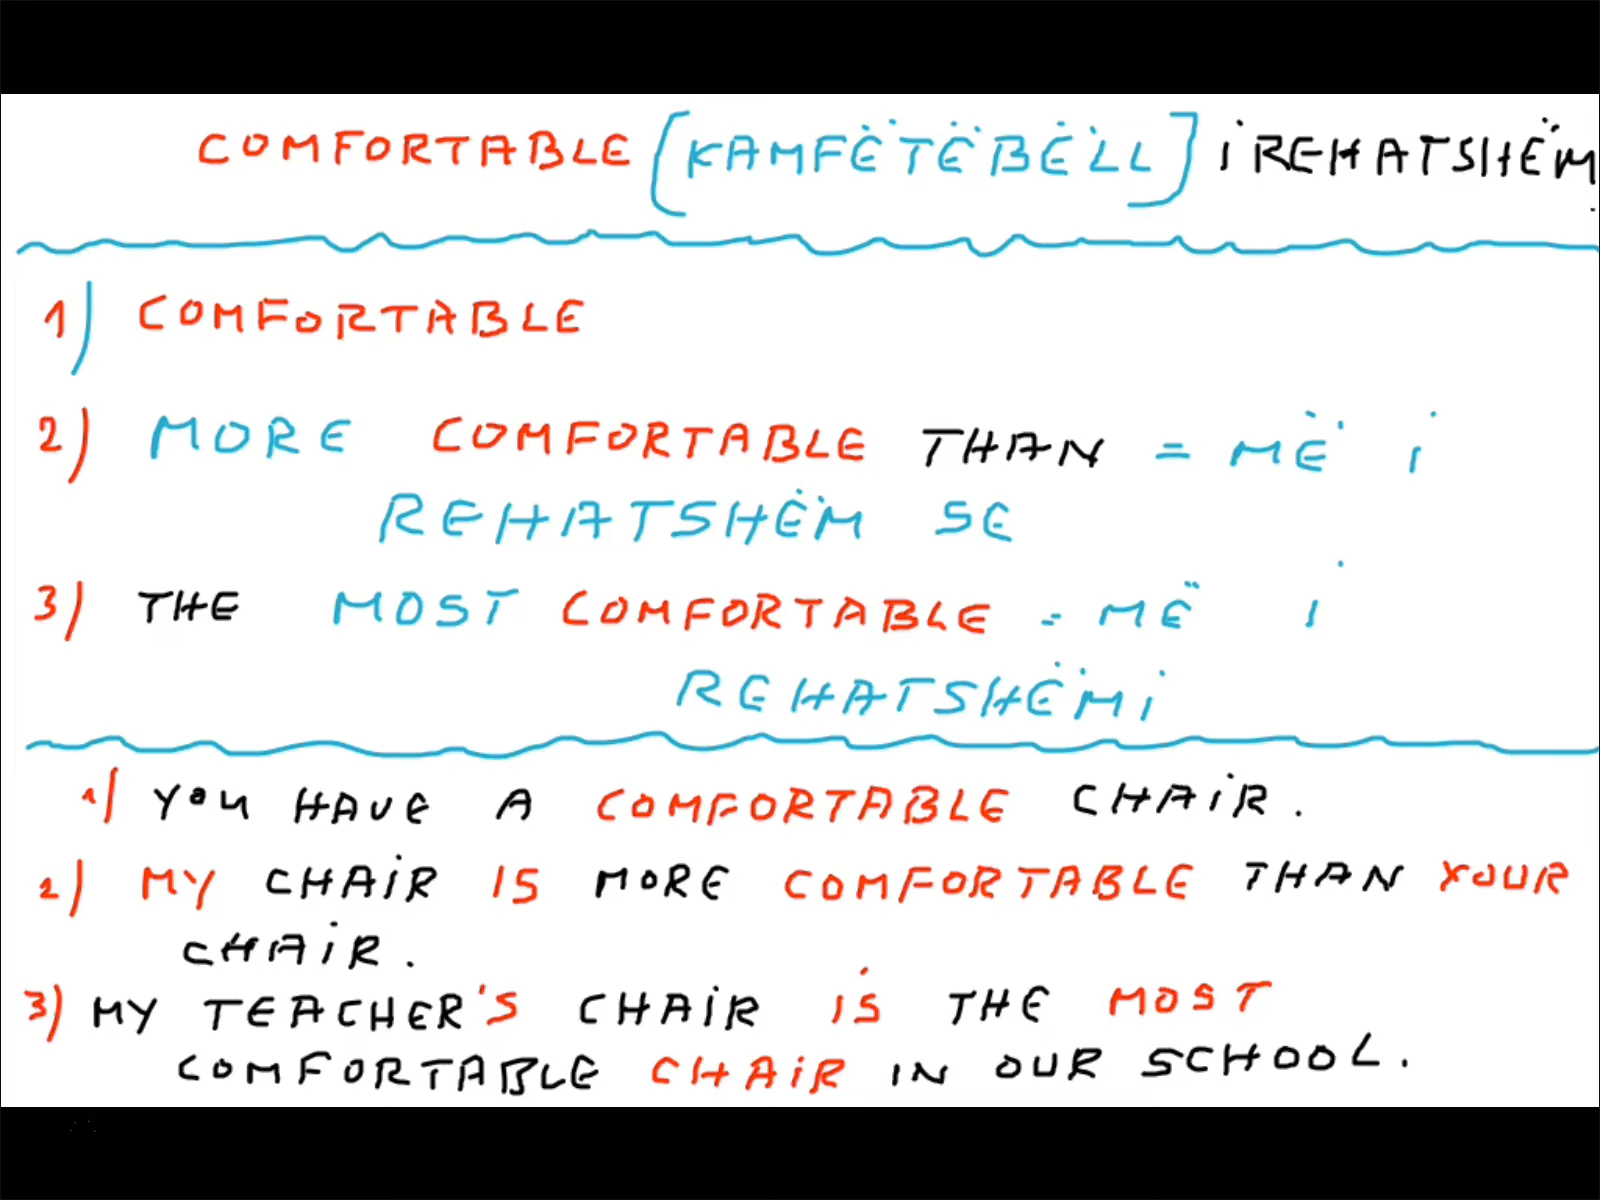 COMFORTABLE [KAMFËTËBËLL] i REHATSHËM
1) COMFORTABLE
2) MORE COMFORTABLE THAN = MË i
REHATSHËM SE
3) THE MOST COMFORTABLE = MË i
REHATSHËMi
1) YOU HAVE A COMFORTABLE CHAiR.
2) MY CHAiR IS MORE COMFORTABLE THAN YOUR
CHAiR.
3) MY TEACHER'S CHAiR iS THE MOST
COMFORTABLE CHAiR IN OUR SCHOOL.